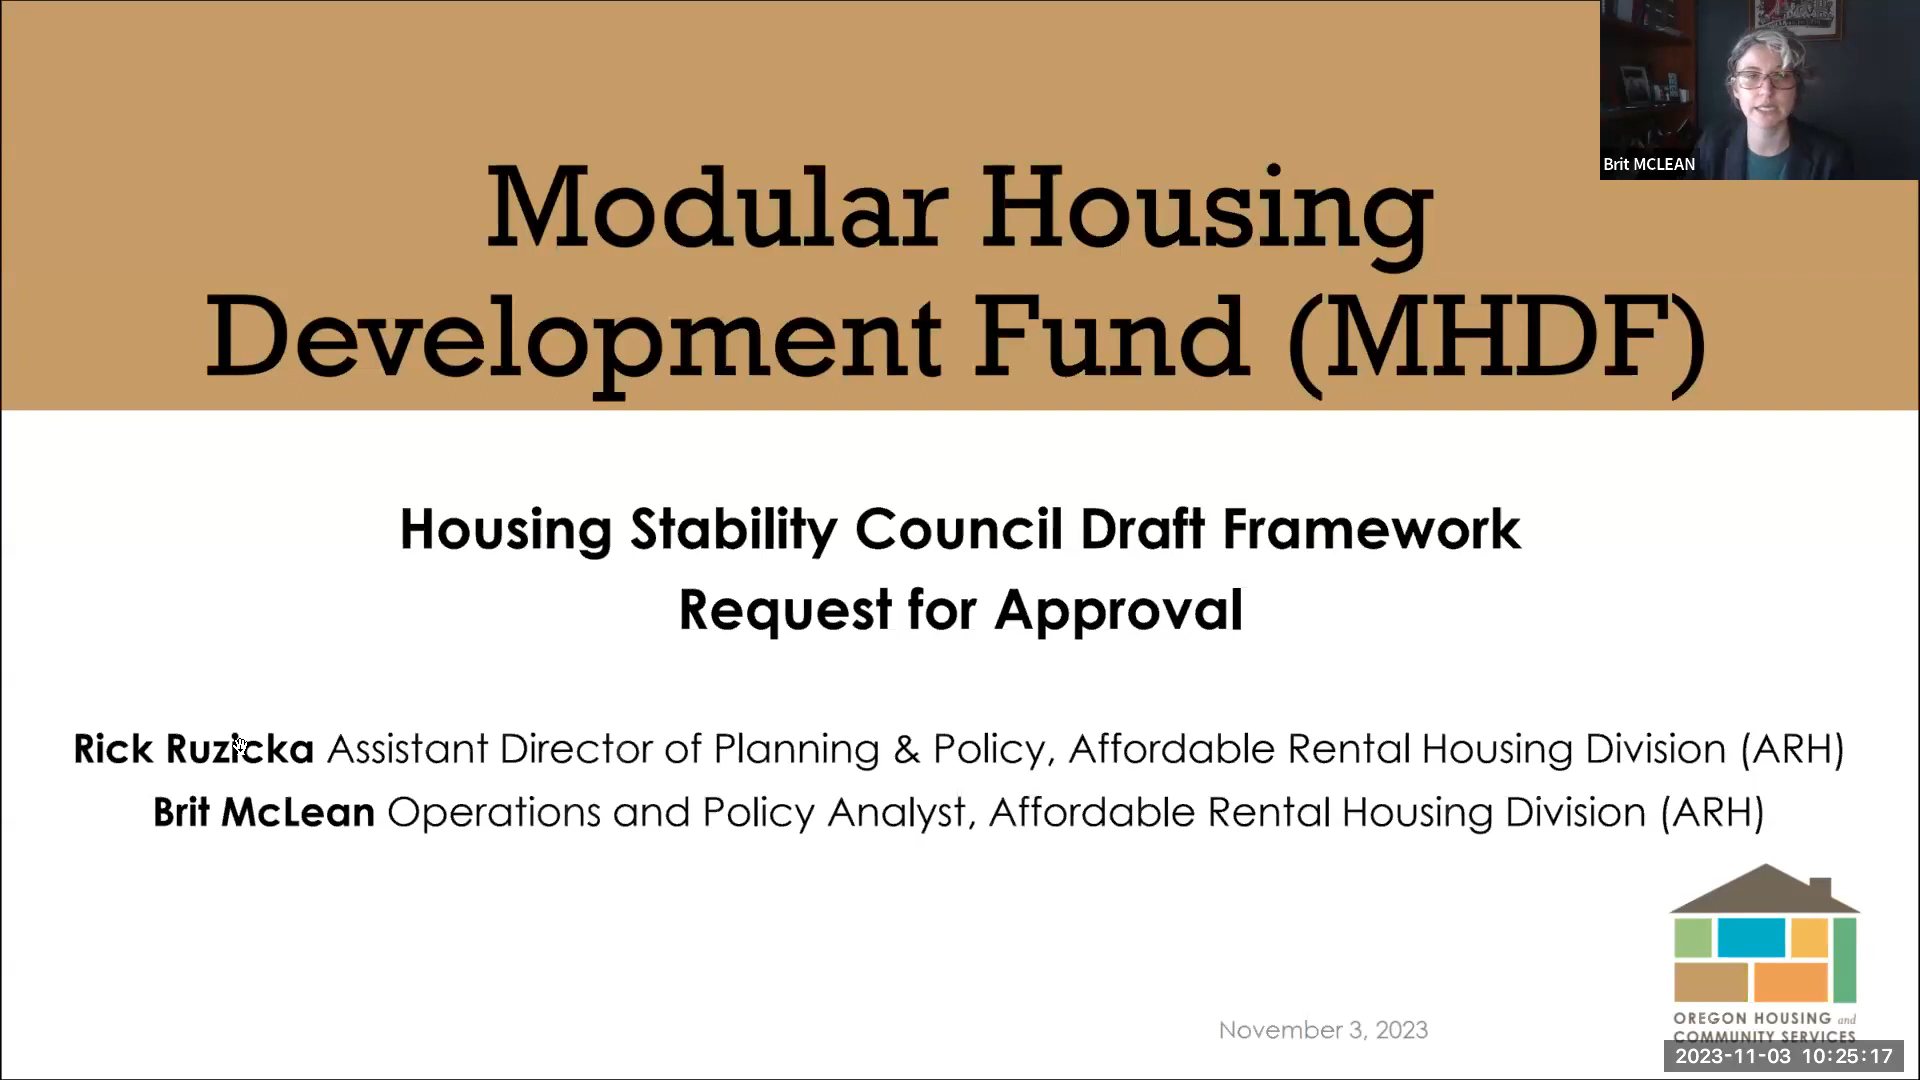 Brit MCLEAN
Modular Housing
Development Fund (MHDF)
Housing Stability Council Draft Framework
Request for Approval
Rick Ruzicka Assistant Director of Planning & Policy, Affordable Rental Housing Division (ARH)
Brit McLean Operations and Policy Analyst, Affordable Rental Housing Division (ARH)
November 3, 2023
OREGON HOUSING and
COMMUNITY SERVICES
2023-11-03 10:25:17